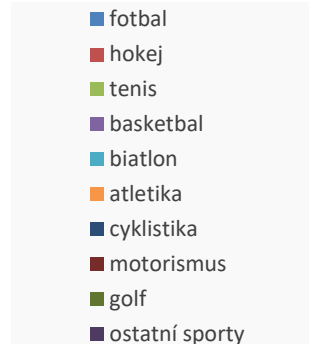 fotbal
hokej
tenis
basketbal
biatlon
atletika
cyklistika
motorismus
golf
ostatní sporty